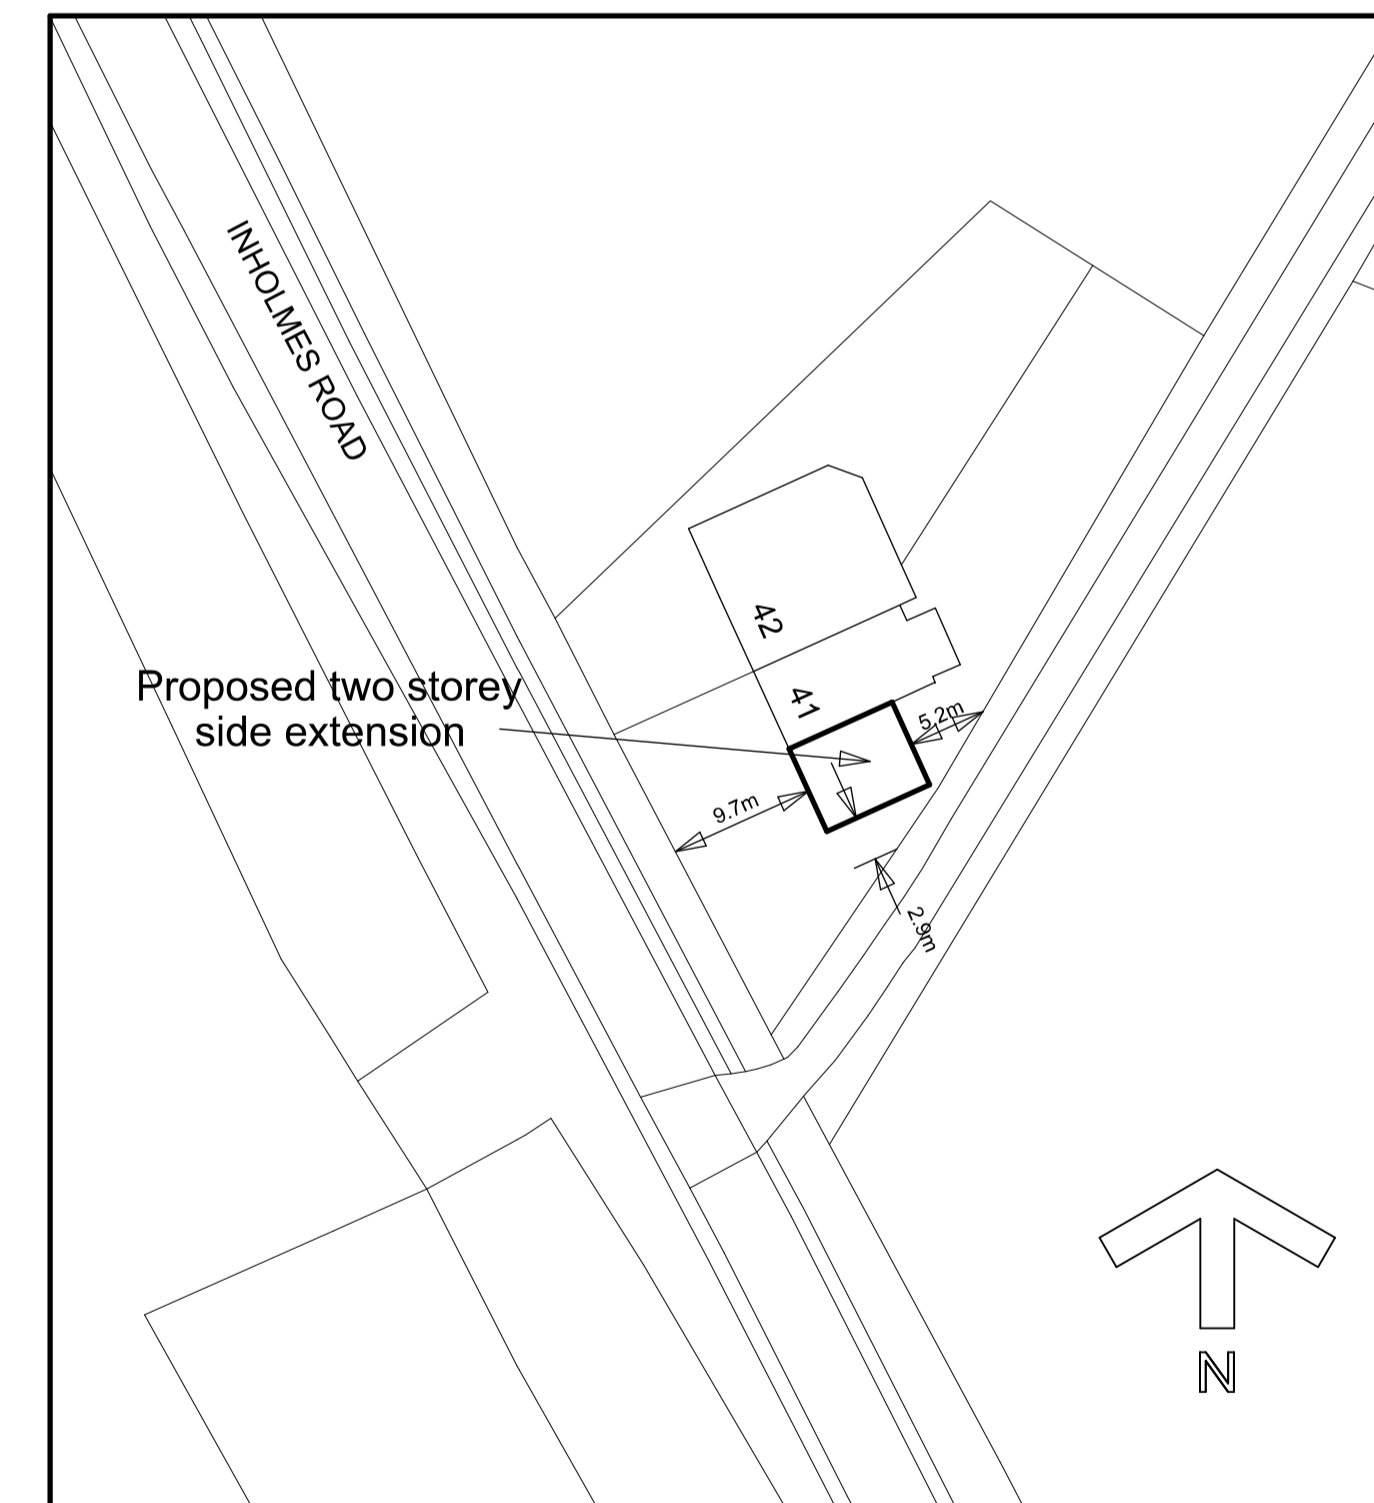 INHOLMES ROAD
42
Proposed two storey
side extension
41
5.2m
9.7m
2.9m
N